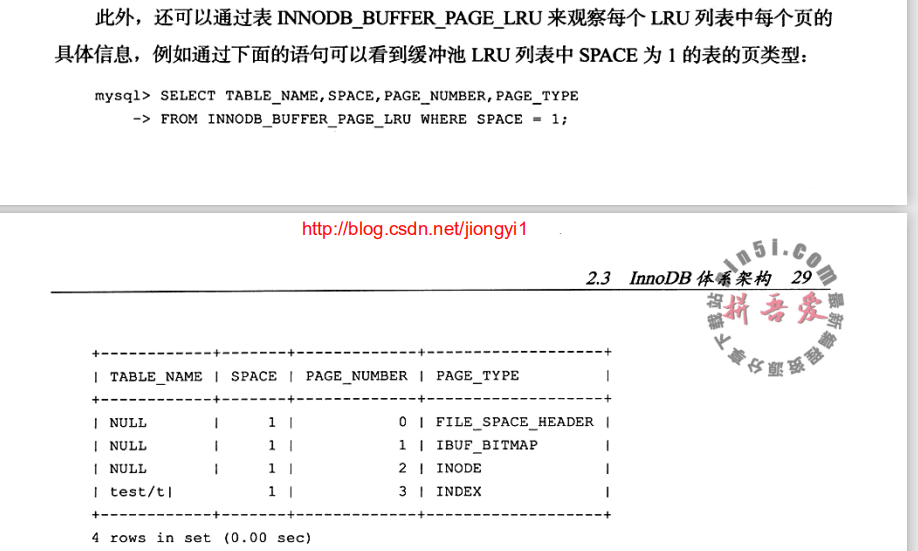 此外，还可以通过表 INNODB_BUFFER_PAGE_LRU 来观察每个 LRU 列表中每个页的
具体信息，例如通过下面的语句可以看到缓冲池 LRU 列表中 SPACE 为 1 的表的页类型：
mysql> SELECT TABLE_NAME,SPACE,PAGE_NUMBER,PAGE_TYPE
-> FROM INNODB_BUFFER_PAGE_LRU WHERE SPACE = 1;
http://blog.csdn.net/jiongyi1
2.3 InnoDB 体系架构 29
拼吾爱
最新编程资源分享下载站
+------------+-------+-------------+-------------------+
| TABLE_NAME | SPACE | PAGE_NUMBER | PAGE_TYPE |
+------------+-------+-------------+-------------------+
| NULL | 1 | 0 | FILE_SPACE_HEADER |
| NULL | 1 | 1 | IBUF_BITMAP |
| NULL | 1 | 2 | INODE |
| test/t| 1 | 3 | INDEX |
+------------+-------+-------------+-------------------+
4 rows in set (0.00 sec)